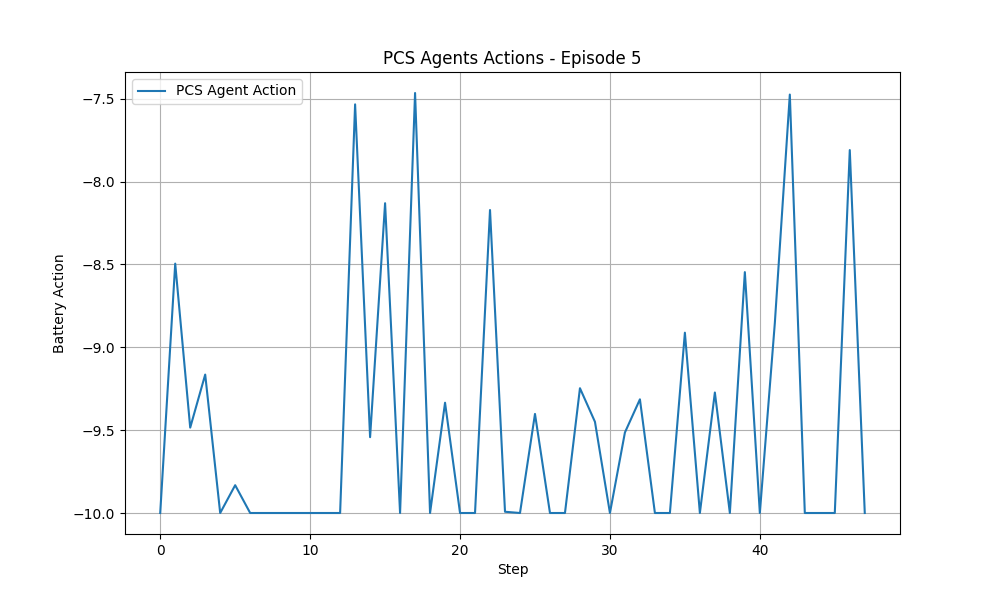 PCS Agents Actions - Episode 5
PCS Agent Action
−7.5
−8.0
−8.5
−9.0
−9.5
−10.0
Battery Action
0 10 20 30 40
Step